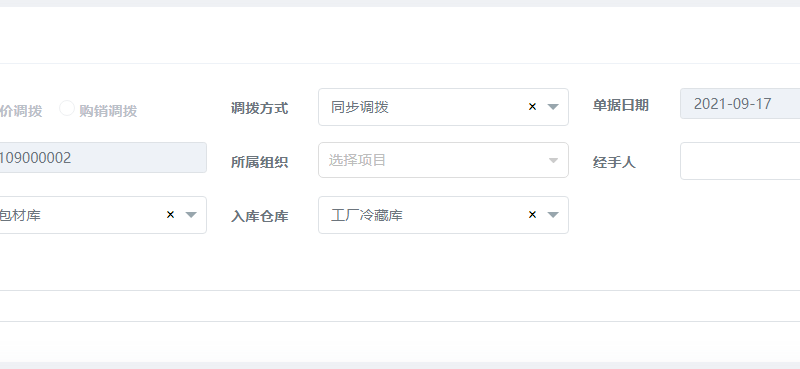 价调拨 购销调拨 调拨方式 同步调拨 × 单据日期 2021-09-17
109000002 所属组织 选择项目 经手人
包材库 × 入库仓库 工厂冷藏库 ×